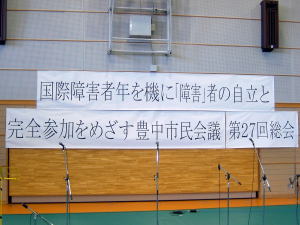 国際障害者年を機に「障害」者の自立と
完全参加をめざす豊中市民会議 第27回総会